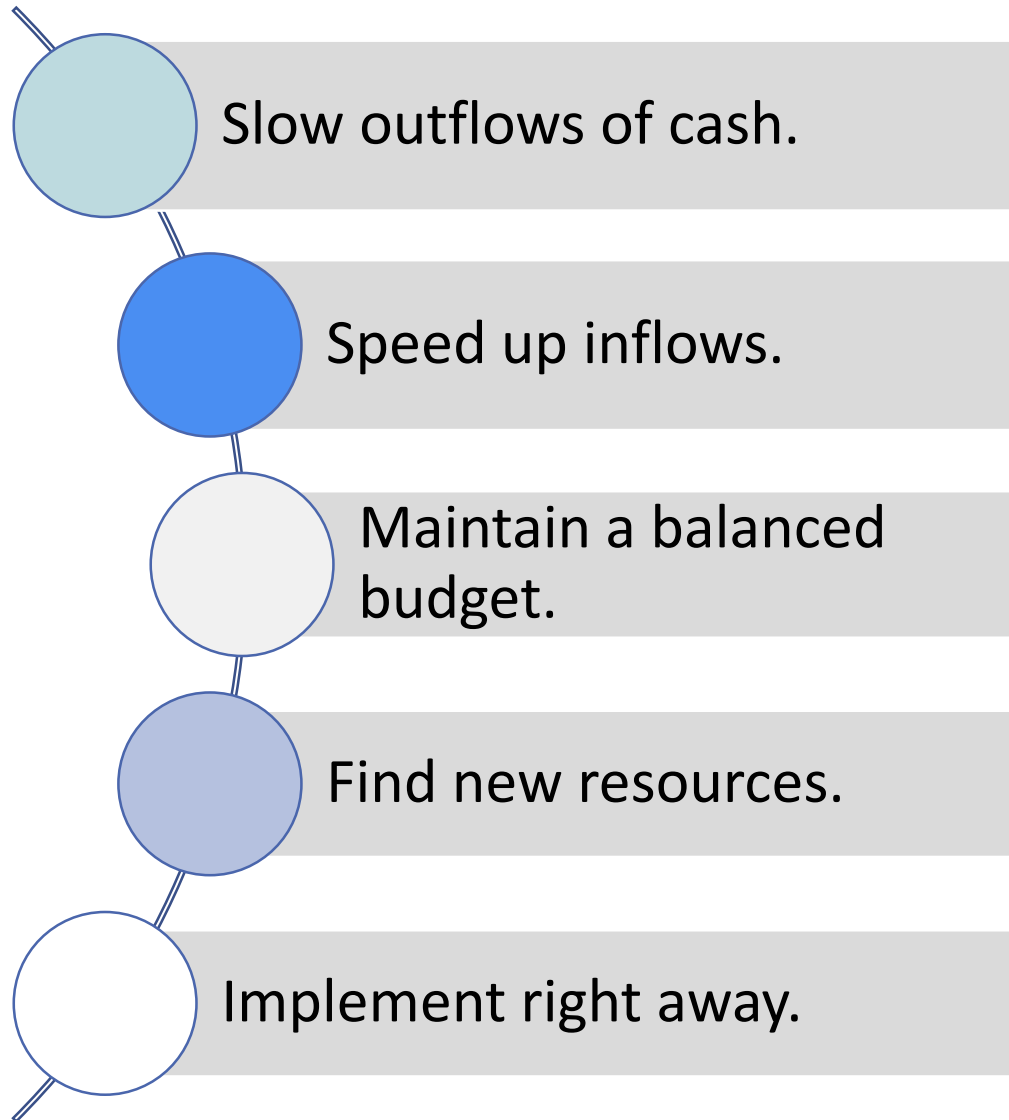 Slow outflows of cash.
Speed up inflows.
Maintain a balanced
budget.
Find new resources.
Implement right away.